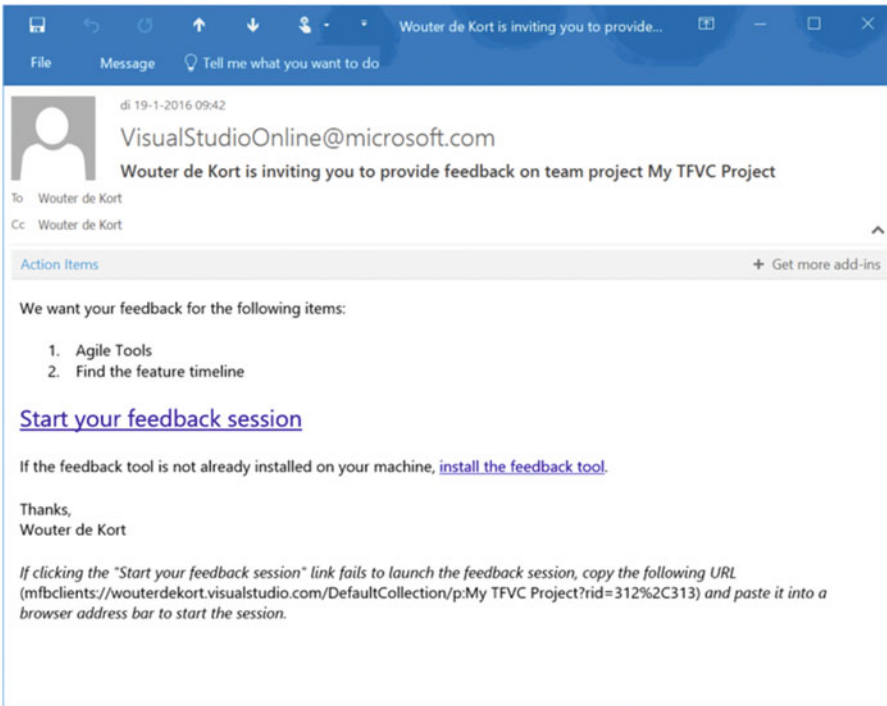 Wouter de Kort is inviting you to provide...
File Message Tell me what you want to do
di 19-1-2016 09:42
VisualStudioOnline@microsoft.com
Wouter de Kort is inviting you to provide feedback on team project My TFVC Project
To Wouter de Kort
Cc Wouter de Kort
Action Items + Get more add-ins
We want your feedback for the following items:
1. Agile Tools
2. Find the feature timeline
Start your feedback session
If the feedback tool is not already installed on your machine, install the feedback tool.
Thanks,
Wouter de Kort
If clicking the "Start your feedback session" link fails to launch the feedback session, copy the following URL
(mfbclients://wouterdekort.visualstudio.com/DefaultCollection/p:My TFVC Project?rid=312%2C313) and paste it into a
browser address bar to start the session.